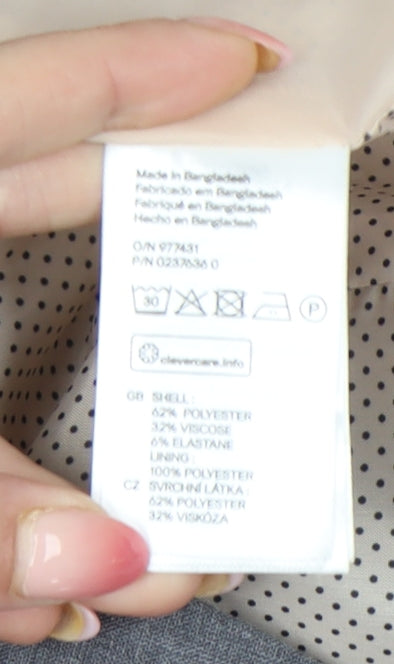 Made in Bangladesh
Fabricado em Bangladesh
Fabriqué en Bangladesh
Hecho en Bangladesh
O/N 977431
P/N 0237636 0
30
P
clevercare.info
GB SHELL:
62% POLYESTER
32% VISCOSE
6% ELASTANE
LINING:
100% POLYESTER
CZ SVRCHNÍ LÁTKA:
62% POLYESTER
32% VISKÓZA